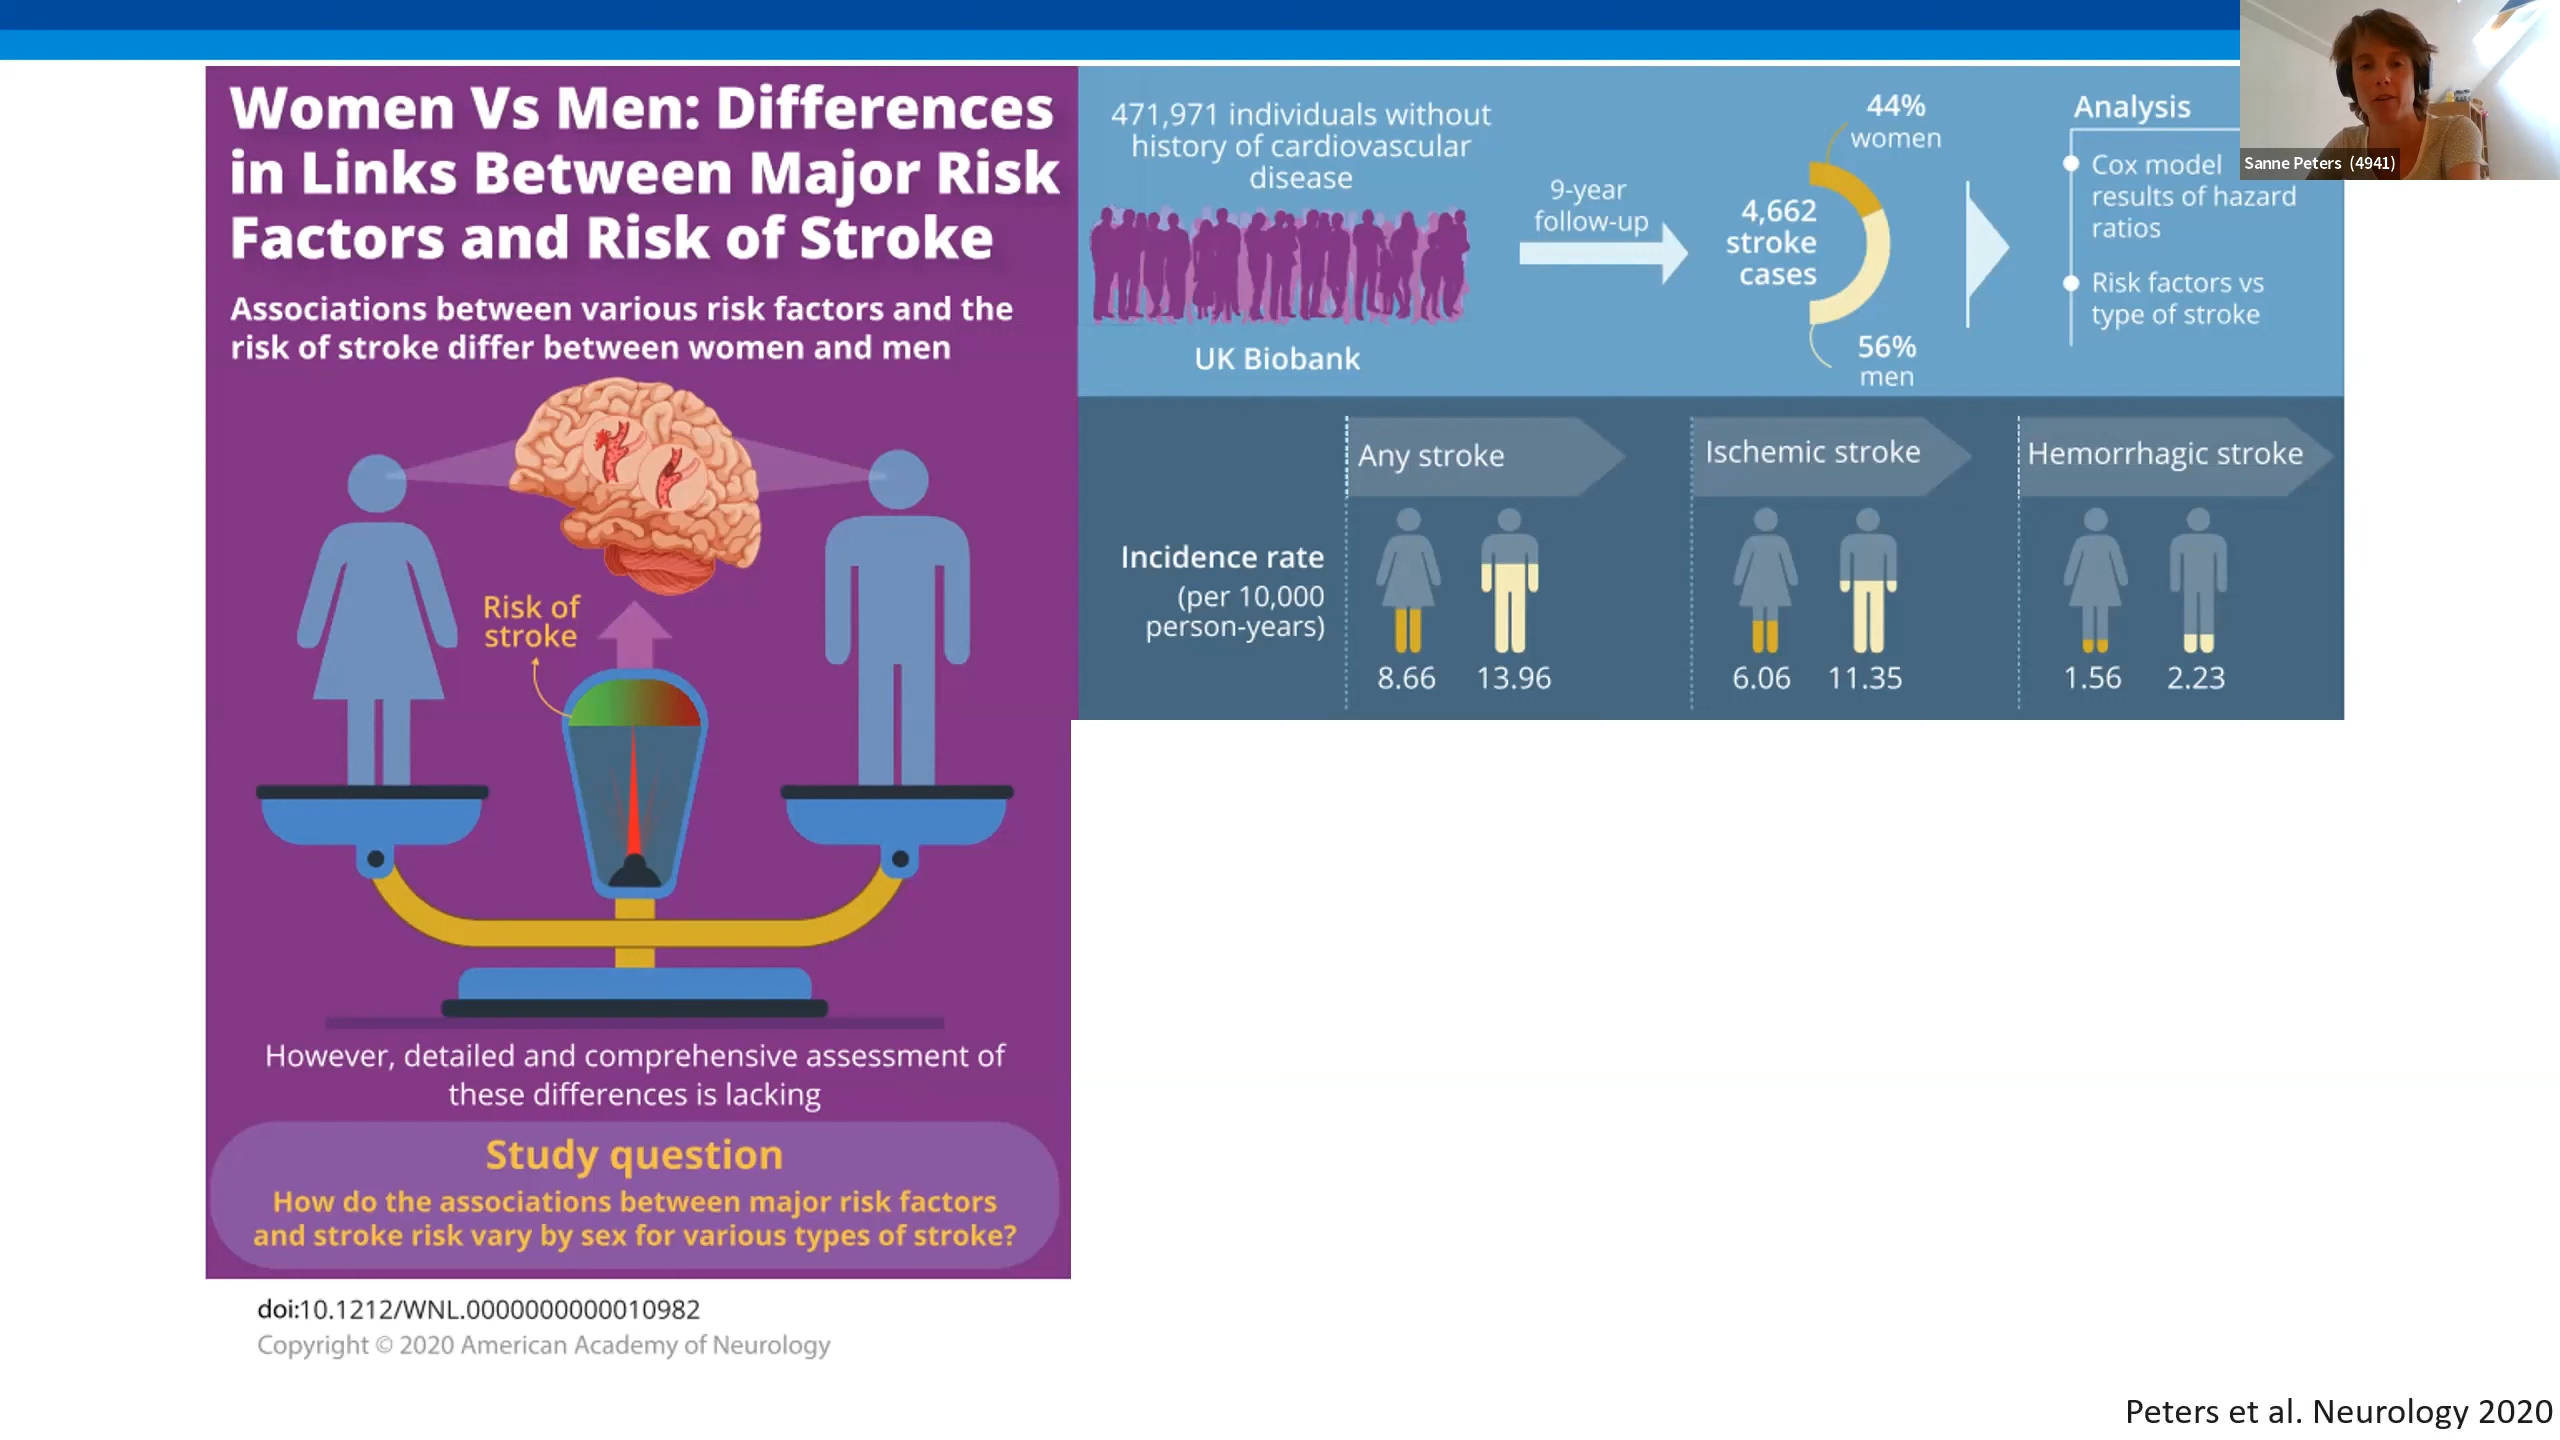 Women Vs Men: Differences
in Links Between Major Risk
Factors and Risk of Stroke
Associations between various risk factors and the
risk of stroke differ between women and men
Risk of
stroke
However, detailed and comprehensive assessment of
these differences is lacking
Study question
How do the associations between major risk factors
and stroke risk vary by sex for various types of stroke?
doi:10.1212/WNL.0000000000010982
Copyright © 2020 American Academy of Neurology
471,971 individuals without
history of cardiovascular
disease
UK Biobank
9-year
follow-up
4,662
stroke
cases
44%
women
56%
men
Analysis
Cox model
results of hazard
ratios
Risk factors vs
type of stroke
Sanne Peters (4941)
Any stroke
Ischemic stroke
Hemorrhagic stroke
Incidence rate
(per 10,000
person-years)
8.66 13.96
6.06 11.35
1.56 2.23
Peters et al. Neurology 2020